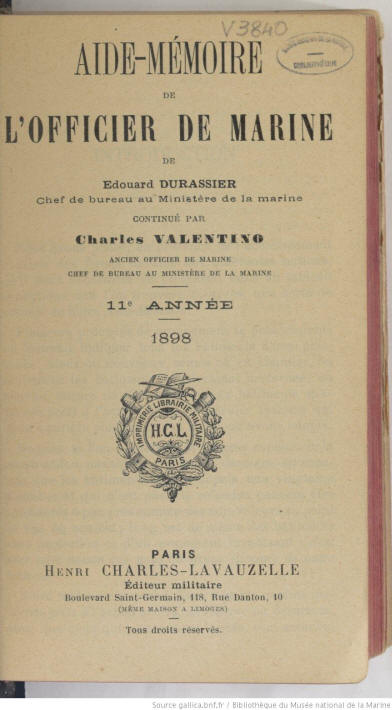 V3840
BIBLIOTHÈQUE
AIDE-MÉMOIRE
DE
L'OFFICIER DE MARINE
DE
Edouard DURASSIER
Chef de bureau au Ministère de la marine
CONTINUÉ PAR
Charles VALENTINO
ANCIEN OFFICIER DE MARINE
CHEF DE BUREAU AU MINISTÈRE DE LA MARINE
11e ANNÉE
1898
IMPRIMERIE LIBRAIRIE MILITAIRE
H.C.L.
PARIS
PARIS
HENRI CHARLES-LAVAUZELLE
Éditeur militaire
Boulevard Saint-Germain, 118, Rue Danton, 10
(MÊME MAISON A LIMOGES)
Tous droits réservés.
Source gallica.bnf.fr / Bibliothèque du Musée national de la Marine